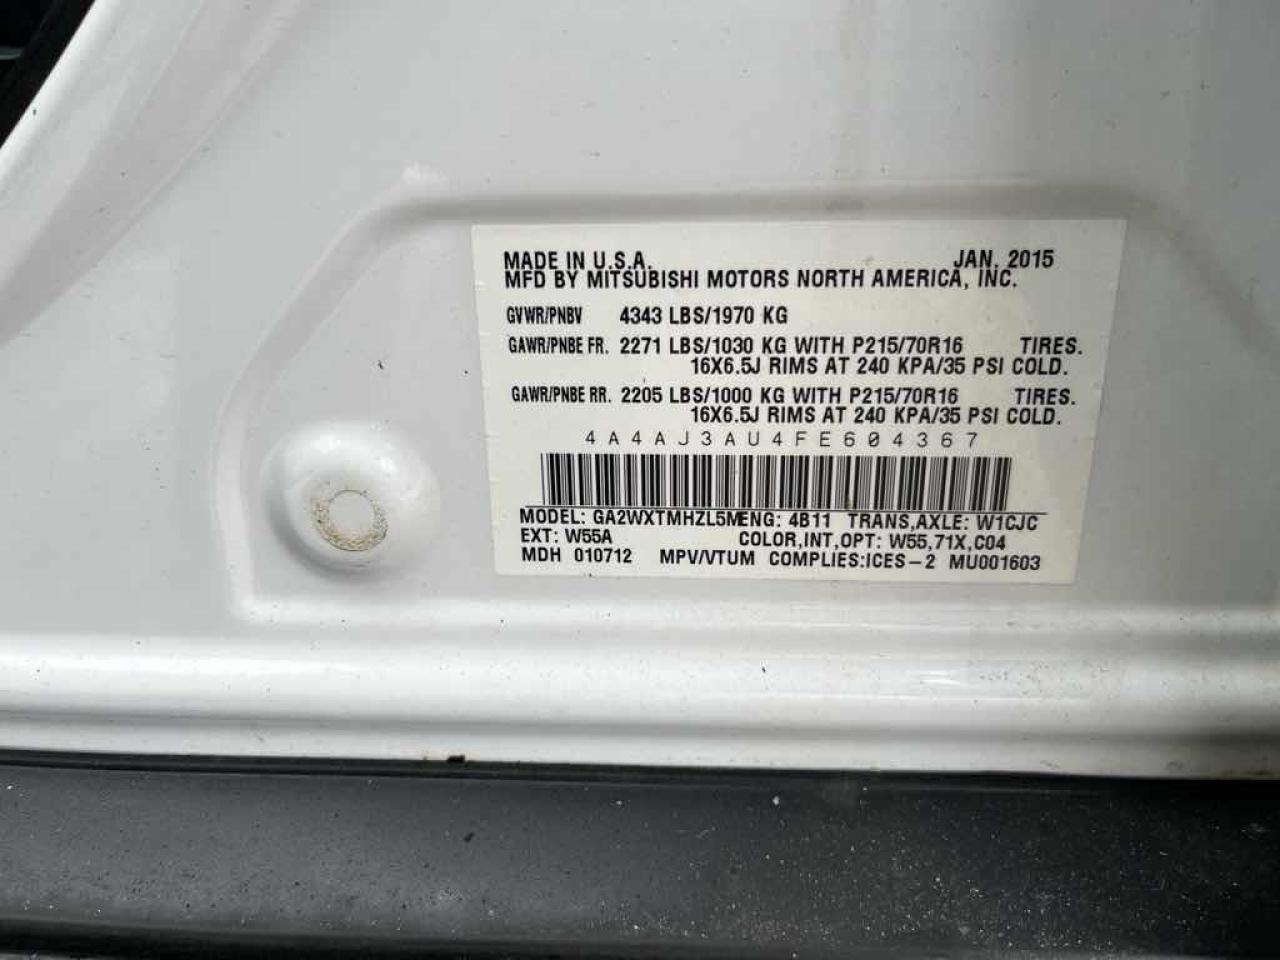 MADE IN U.S.A. JAN. 2015
MFD BY MITSUBISHI MOTORS NORTH AMERICA, INC.
GVWR/PNBV 4343 LBS/1970 KG
GAWR/PNBE FR. 2271 LBS/1030 KG WITH P215/70R16 TIRES.
16X6.5J RIMS AT 240 KPA/35 PSI COLD.
GAWR/PNBE RR. 2205 LBS/1000 KG WITH P215/70R16 TIRES.
16X6.5J RIMS AT 240 KPA/35 PSI COLD.
4A4AJ3AU4FE604367
MODEL: GA2WXTMHZL5M ENG: 4B11 TRANS,AXLE: W1CJC
EXT: W55A COLOR,INT,OPT: W55,71X,C04
MDH 010712 MPV/VTUM COMPLIES:ICES-2 MU001603